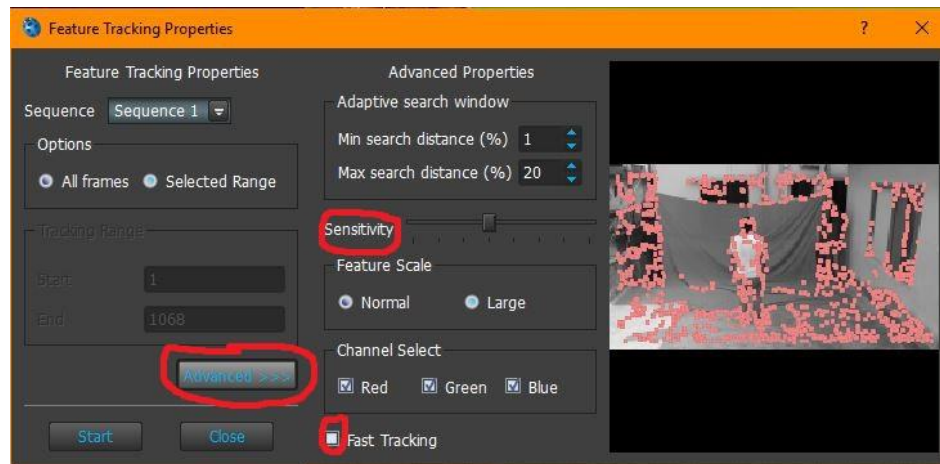 Feature Tracking Properties
?
Feature Tracking Properties
Sequence Sequence 1
Options
All frames Selected Range
Tracking Range
Start 1
End 1068
Advanced >>>
Start Close
Advanced Properties
Adaptive search window
Min search distance (%) 1
Max search distance (%) 20
Sensitivity
Feature Scale
Normal Large
Channel Select
Red Green Blue
Fast Tracking